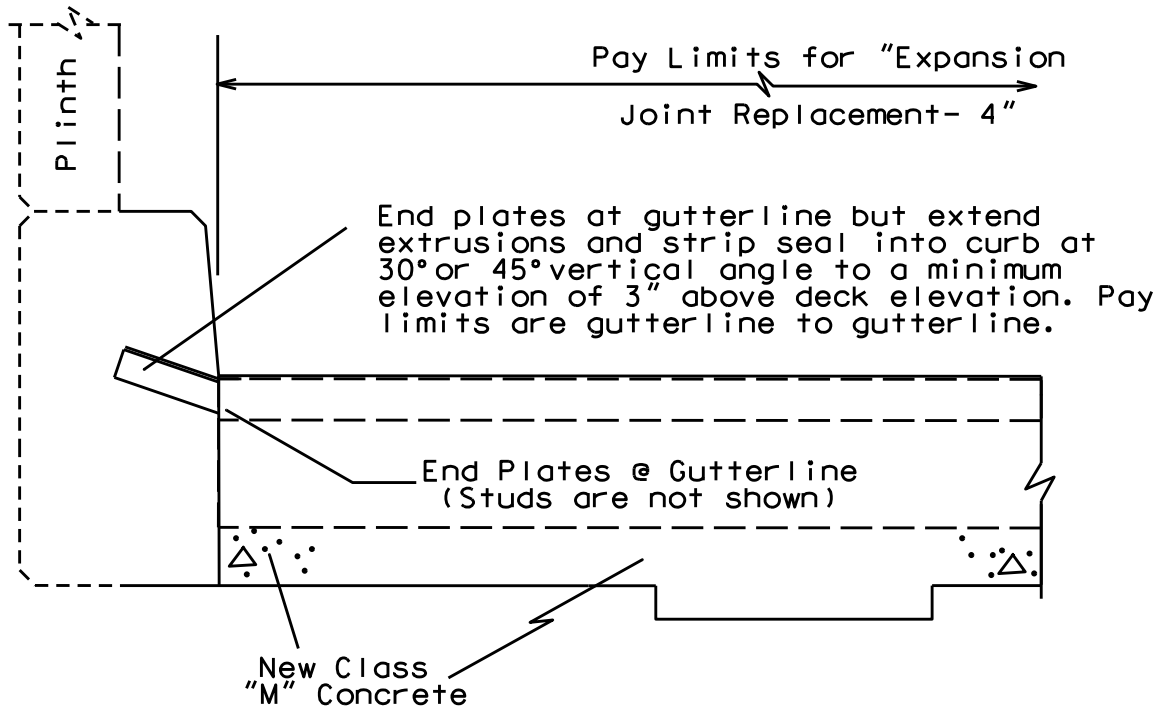 Pay Limits for "Expansion
Joint Replacement- 4"
Plinth
End plates at gutterline but extend
extrusions and strip seal into curb at
30° or 45° vertical angle to a minimum
elevation of 3" above deck elevation. Pay
limits are gutterline to gutterline.
End Plates @ Gutterline
(Studs are not shown)
New Class
"M" Concrete